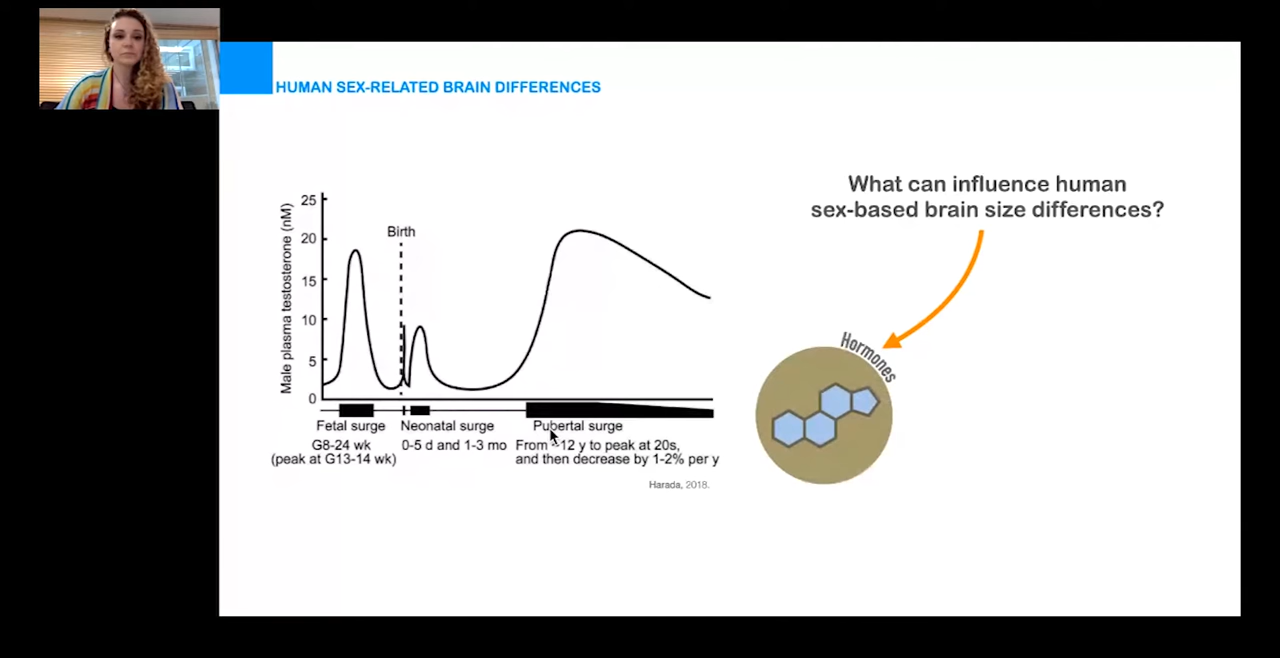 HUMAN SEX-RELATED BRAIN DIFFERENCES
What can influence human
sex-based brain size differences?
Hormones
Male plasma testosterone (nM)
25
20
15
10
5
0
Birth
Fetal surge
G8-24 wk
(peak at G13-14 wk)
Neonatal surge
0-5 d and 1-3 mo
Pubertal surge
From ~12 y to peak at 20s,
and then decrease by 1-2% per y
Harada, 2018.